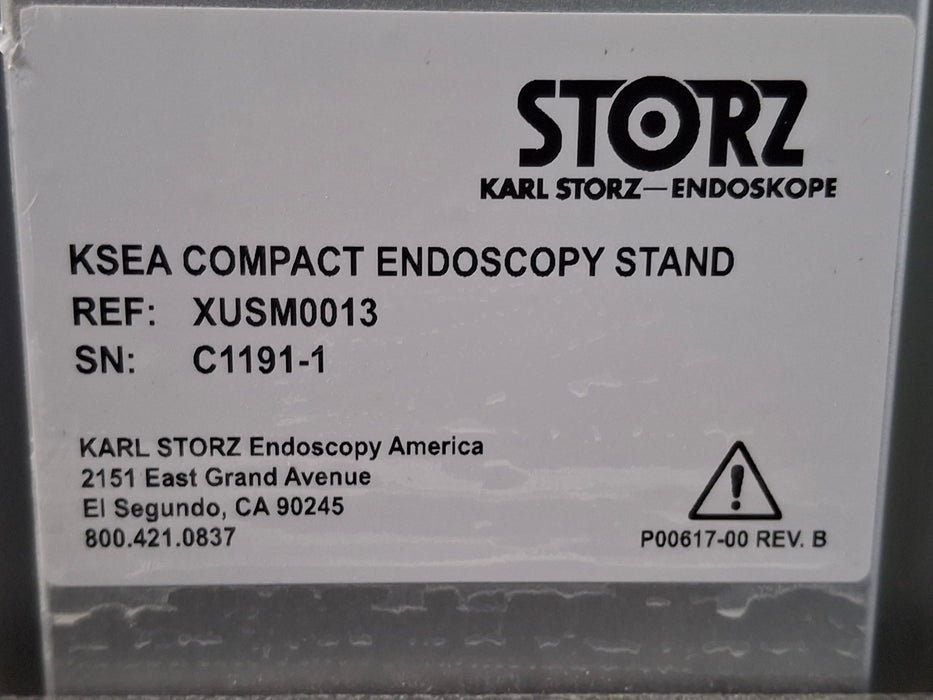 STORZ
KARL STORZ—ENDOSKOPE
KSEA COMPACT ENDOSCOPY STAND
REF: XUSM0013
SN: C1191-1
KARL STORZ Endoscopy America
2151 East Grand Avenue
El Segundo, CA 90245
800.421.0837
!
P00617-00 REV. B